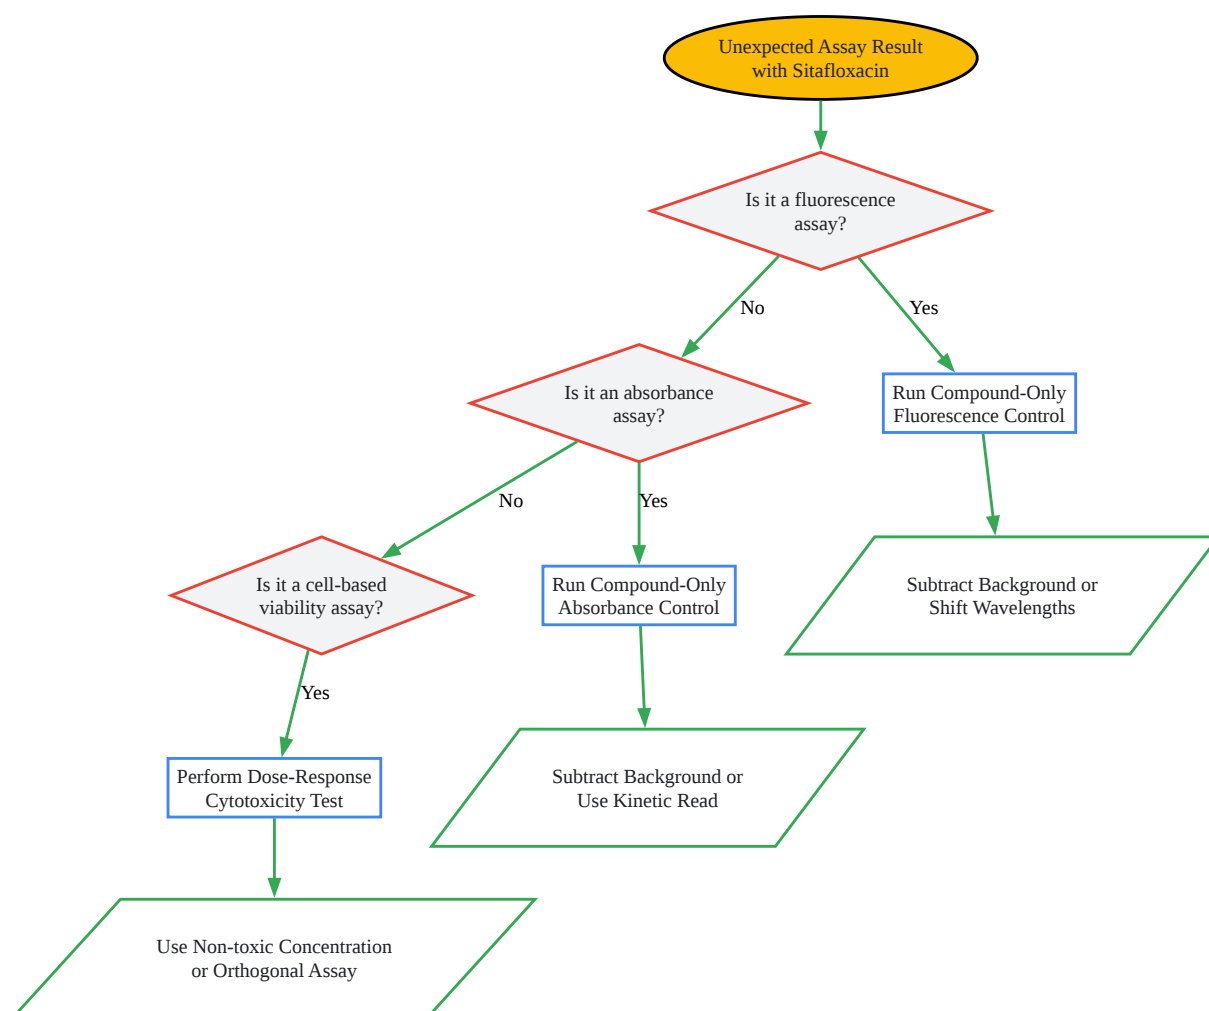 Unexpected Assay Result
with Sitafloxacin
Is it a fluorescence
assay?
No
Yes
Is it an absorbance
assay?
Run Compound-Only
Fluorescence Control
No
Yes
Is it a cell-based
viability assay?
Run Compound-Only
Absorbance Control
Subtract Background or
Shift Wavelengths
Yes
Perform Dose-Response
Cytotoxicity Test
Subtract Background or
Use Kinetic Read
Use Non-toxic Concentration
or Orthogonal Assay